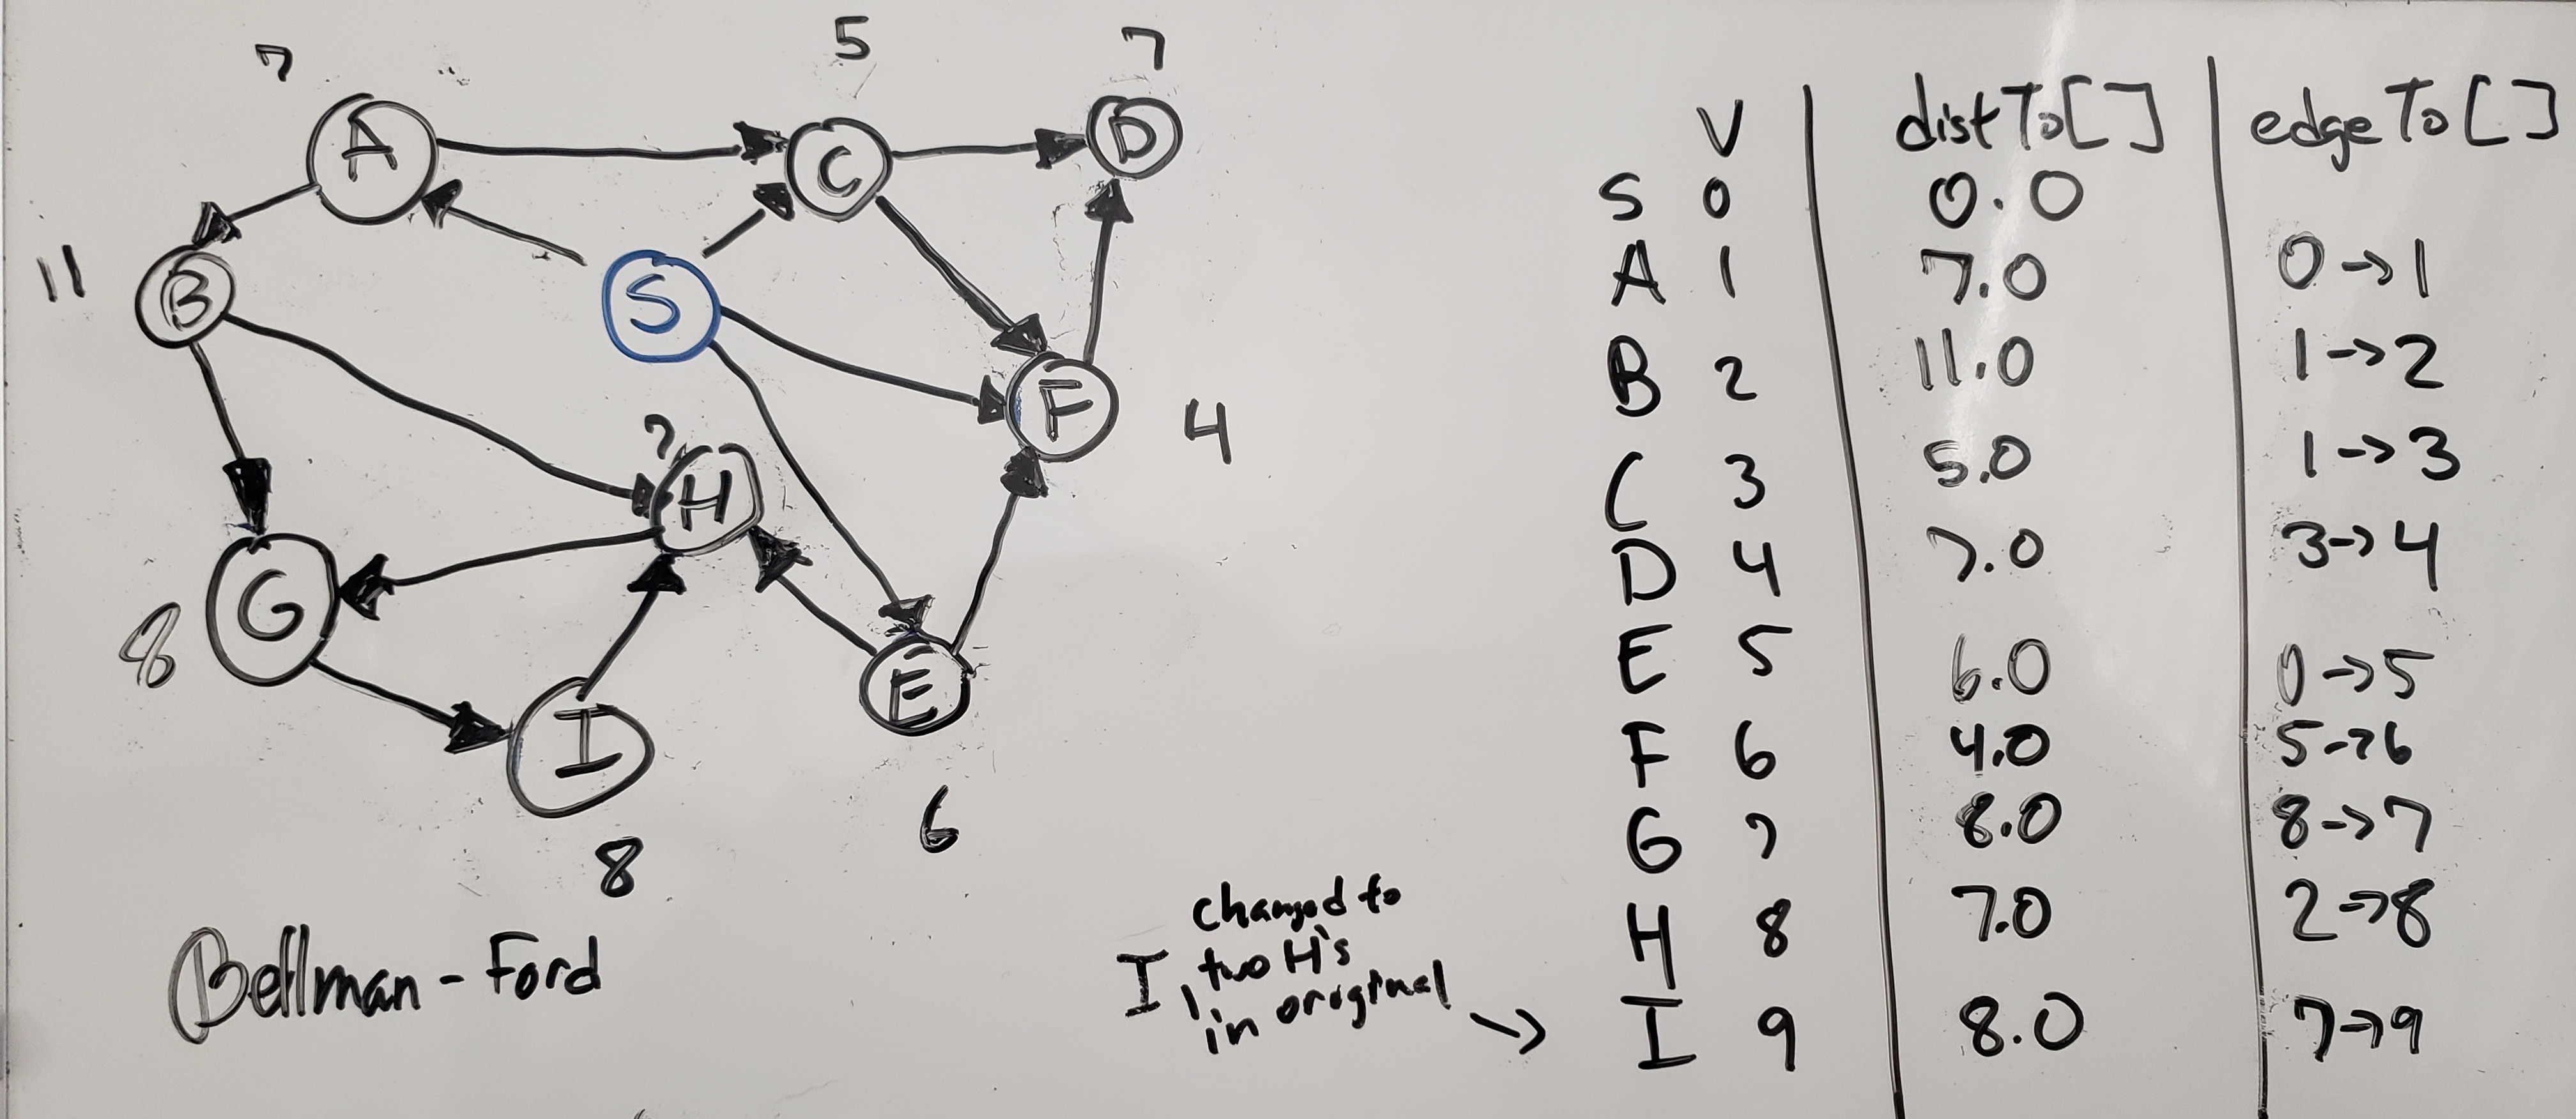 7
5
7
A
C
D
11
B
S
F
4
H
G
8
I
E
6
8
Bellman - Ford
V distTo[] edgeTo[]
S 0 0.0
A 1 7.0 0->1
B 2 11.0 1->2
C 3 5.0 1->3
D 4 7.0 3->4
E 5 6.0 0->5
F 6 4.0 5->6
G 7 8.0 8->7
H 8 7.0 2->8
I 9 8.0 7->9
changed to
I, two H's
in original ->